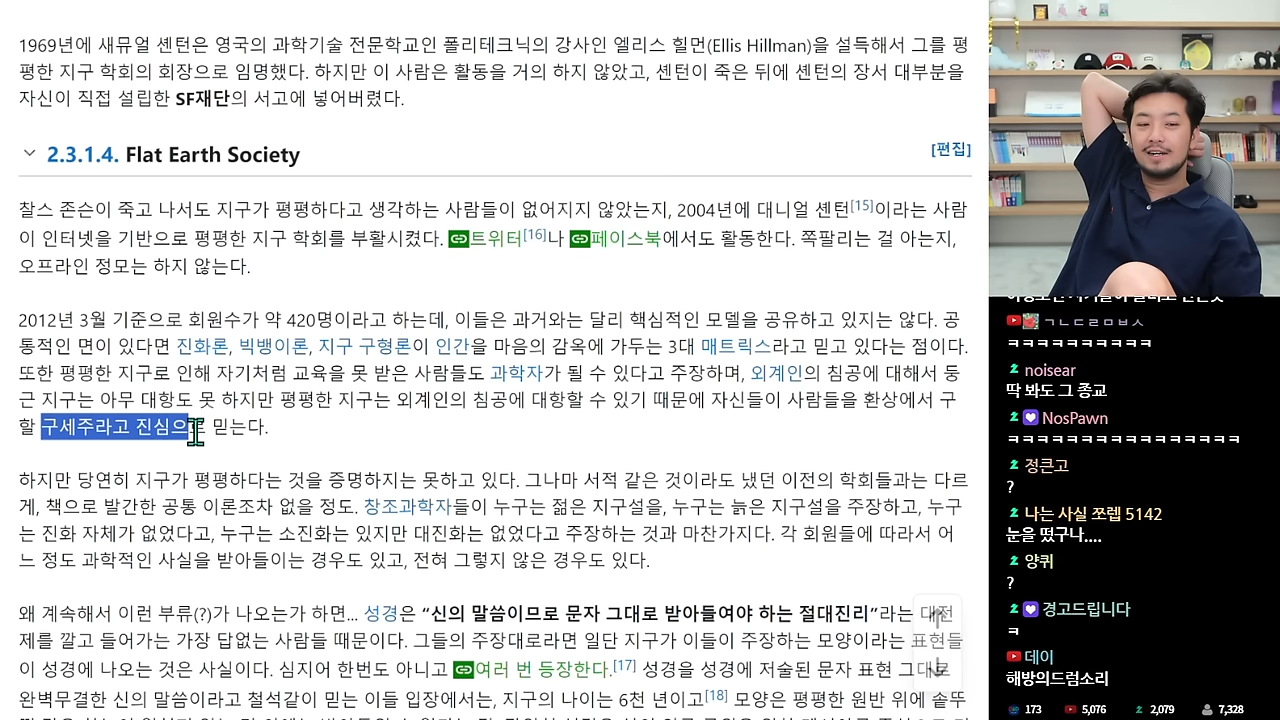 1969년에 새뮤얼 셴턴은 영국의 과학기술 전문학교인 폴리테크닉의 강사인 엘리스 힐먼(Ellis Hillman)을 설득해서 그를 평
평한 지구 학회의 회장으로 임명했다. 하지만 이 사람은 활동을 거의 하지 않았고, 셴턴이 죽은 뒤에 셴턴의 장서 대부분을
자신이 직접 설립한 SF재단의 서고에 넣어버렸다.
2.3.1.4. Flat Earth Society
[편집]
찰스 존슨이 죽고 나서도 지구가 평평하다고 생각하는 사람들이 없어지지 않았는지, 2004년에 대니얼 셴턴[15]이라는 사람
이 인터넷을 기반으로 평평한 지구 학회를 부활시켰다. 트위터[16]나 페이스북에서도 활동한다. 쪽팔리는 걸 아는지,
오프라인 정모는 하지 않는다.
2012년 3월 기준으로 회원수가 약 420명이라고 하는데, 이들은 과거와는 달리 핵심적인 모델을 공유하고 있지는 않다. 공
통적인 면이 있다면 진화론, 빅뱅이론, 지구 구형론이 인간을 마음의 감옥에 가두는 3대 매트릭스라고 믿고 있다는 점이다.
또한 평평한 지구로 인해 자기처럼 교육을 못 받은 사람들도 과학자가 될 수 있다고 주장하며, 외계인의 침공에 대해서 둥
근 지구는 아무 대항도 못 하지만 평평한 지구는 외계인의 침공에 대항할 수 있기 때문에 자신들이 사람들을 환상에서 구
할 구세주라고 진심으로 믿는다.
하지만 당연히 지구가 평평하다는 것을 증명하지는 못하고 있다. 그나마 서적 같은 것이라도 냈던 이전의 학회들과는 다르
게, 책으로 발간한 공통 이론조차 없을 정도. 창조과학자들이 누구는 젊은 지구설을, 누구는 늙은 지구설을 주장하고, 누구
는 진화 자체가 없었다고, 누구는 소진화는 있지만 대진화는 없었다고 주장하는 것과 마찬가지다. 각 회원들에 따라서 어
느 정도 과학적인 사실을 받아들이는 경우도 있고, 전혀 그렇지 않은 경우도 있다.
왜 계속해서 이런 부류(?)가 나오는가 하면... 성경은 “신의 말씀이므로 문자 그대로 받아들여야 하는 절대진리”라는 대전
제를 깔고 들어가는 가장 답없는 사람들 때문이다. 그들의 주장대로라면 일단 지구가 이들이 주장하는 모양이라는 표현들
이 성경에 나오는 것은 사실이다. 심지어 한번도 아니고 여러 번 등장한다.[17] 성경을 성경에 저술된 문자 표현 그대로
완벽무결한 신의 말씀이라고 철석같이 믿는 이들 입장에서는, 지구의 나이는 6천 년이고[18] 모양은 평평한 원반 위에 솥뚜
ㄱㄴㄷㄹㅁㅂㅅ
ㅋㅋㅋㅋㅋㅋㅋㅋㅋㅋ
noisear
딱 봐도 그 종교
NosPawn
ㅋㅋㅋㅋㅋㅋㅋㅋㅋㅋㅋㅋㅋㅋㅋㅋ
정큰고
?
나는 사실 쪼렙 5142
눈을 떴구나....
양퀴
?
경고드립니다
ㅋ
데이
해방의드럼소리
173 5,076 2,079 7,328